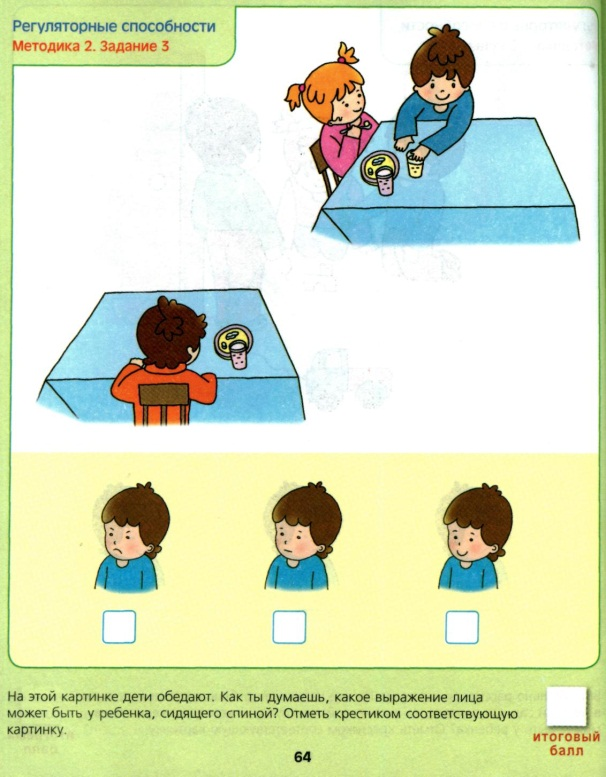 Регуляторные способности
Методика 2. Задание 3
На этой картинке дети обедают. Как ты думаешь, какое выражение лица
может быть у ребенка, сидящего спиной? Отметь крестиком соответствующую
картинку.
итоговый
балл
64